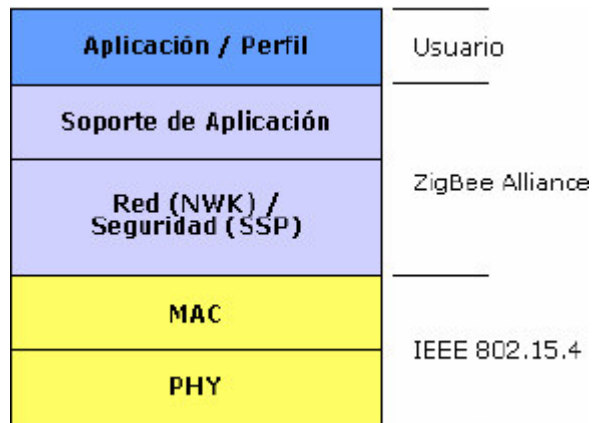 Aplicación / Perfil
Usuario
Soporte de Aplicación
ZigBee Alliance
Red (NWK) /
Seguridad (SSP)
MAC
IEEE 802.15.4
PHY